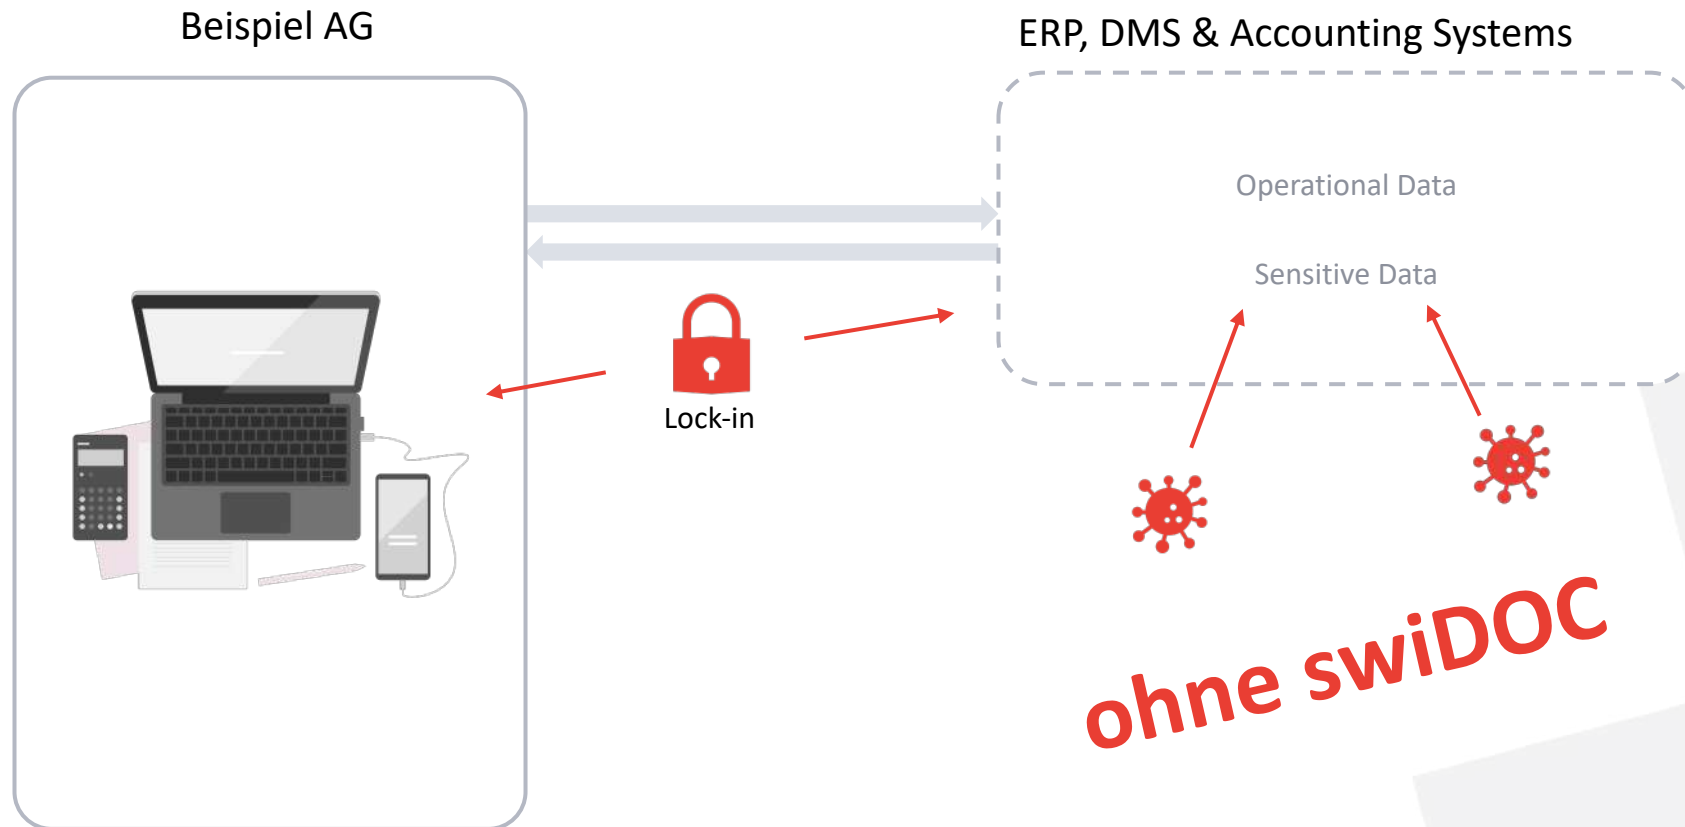 Beispiel AG
ERP, DMS & Accounting Systems
Operational Data
Sensitive Data
Lock-in
ohne swiDOC